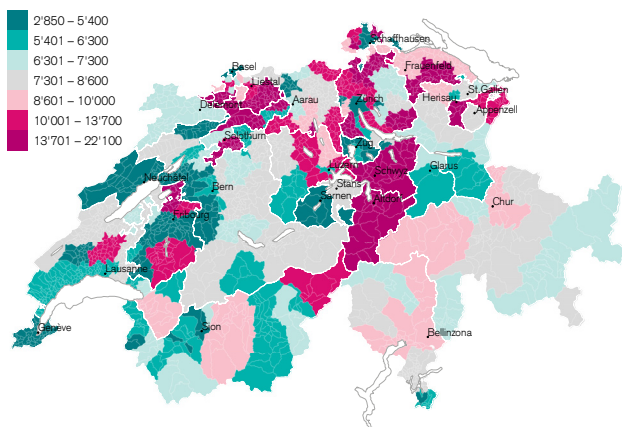 2'850 – 5'400
5'401 – 6'300
6'301 – 7'300
7'301 – 8'600
8'601 – 10'000
10'001 – 13'700
13'701 – 22'100
Schaffhausen
Basel
Frauenfeld
Liestal
St.Gallen
Delémont
Aarau
Zürich
Herisau
Appenzell
Solothurn
Zug
Luzern
Glarus
Schwyz
Neuchâtel
Bern
Stans
Sarnen
Altdorf
Chur
Fribourg
Lausanne
Genève
Sion
Bellinzona